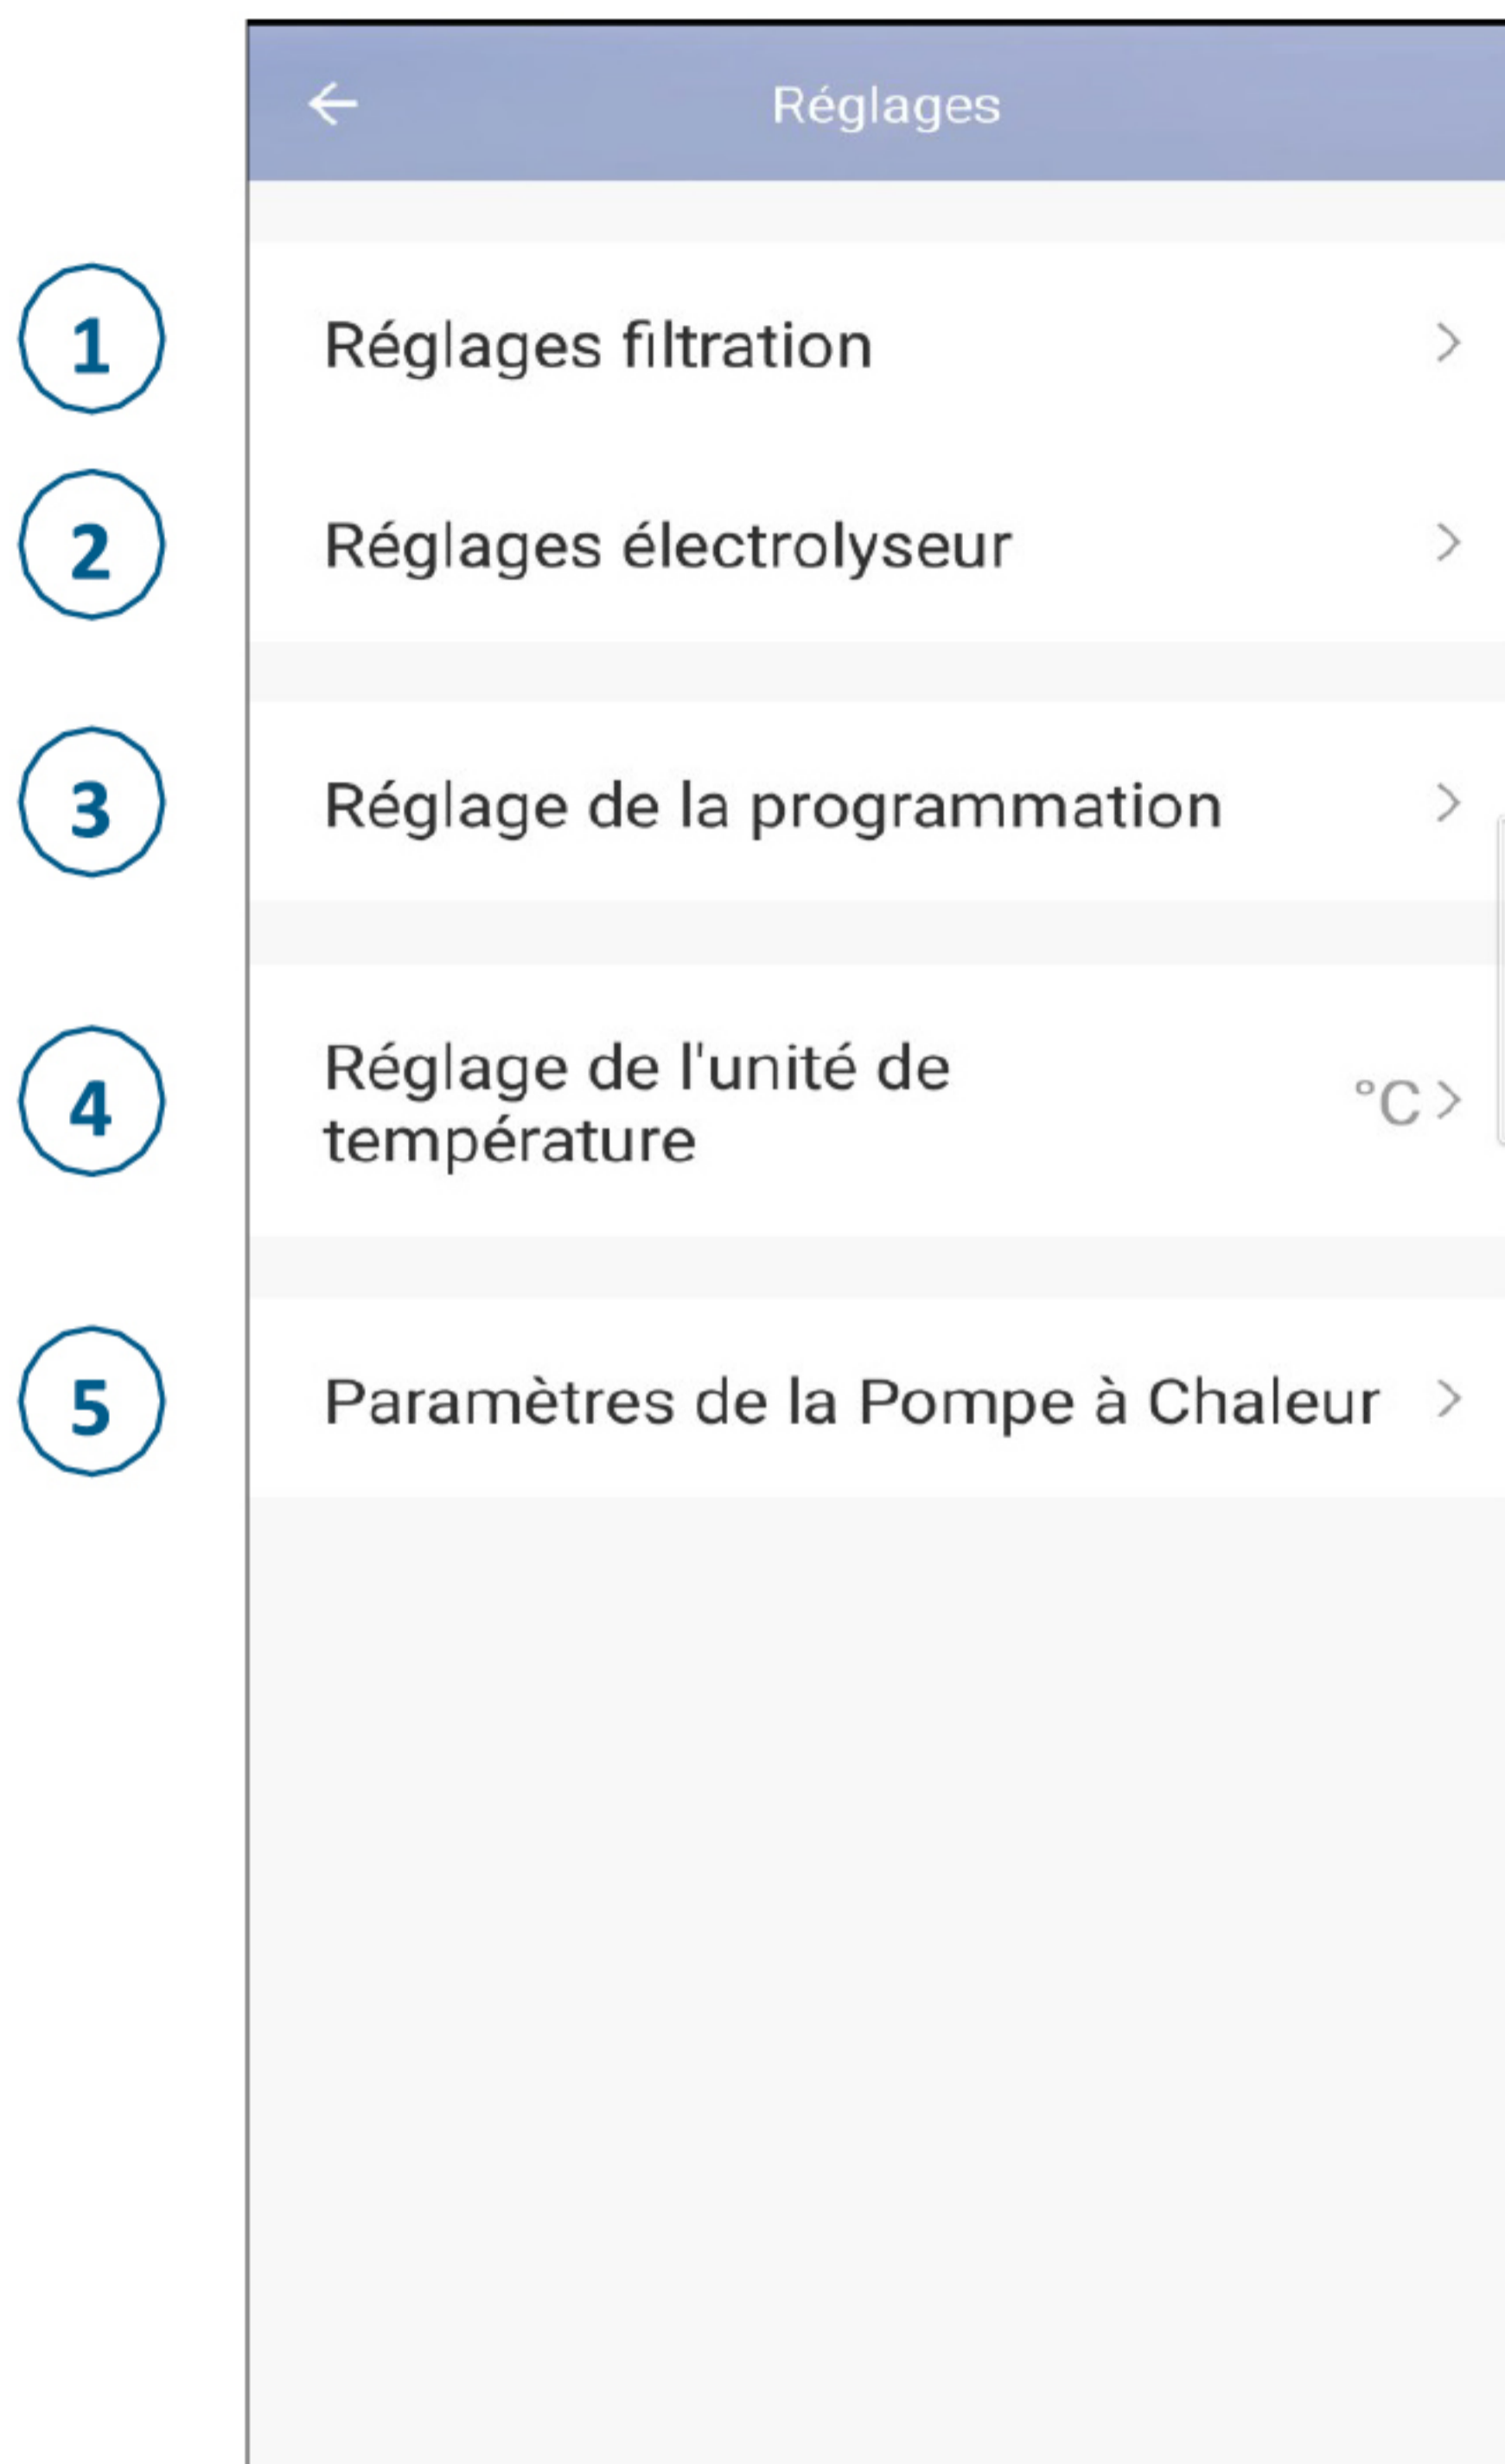 Réglages
1
Réglages filtration
2
Réglages électrolyseur
3
Réglage de la programmation
4
Réglage de l'unité de
température
°C
5
Paramètres de la Pompe à Chaleur